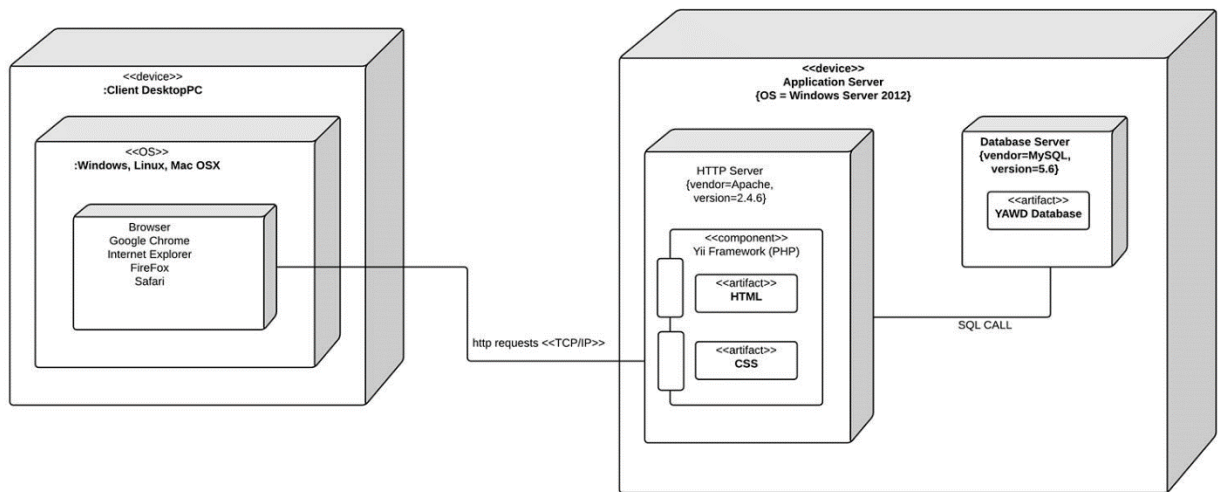 <<device>>
:Client DesktopPC
<<OS>>
:Windows, Linux, Mac OSX
Browser
Google Chrome
Internet Explorer
FireFox
Safari
http requests <<TCP/IP>>
<<device>>
Application Server
{OS = Windows Server 2012}
HTTP Server
{vendor=Apache,
version=2.4.6}
<<component>>
Yii Framework (PHP)
<<artifact>>
HTML
<<artifact>>
CSS
SQL CALL
Database Server
{vendor=MySQL,
version=5.6}
<<artifact>>
YAWD Database